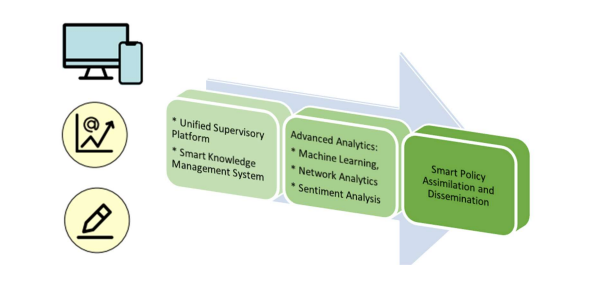 @
* Unified Supervisory
Platform
* Smart Knowledge
Management System
Advanced Analytics:
* Machine Learning,
* Network Analytics
* Sentiment Analysis
Smart Policy
Assimilation and
Dissemination